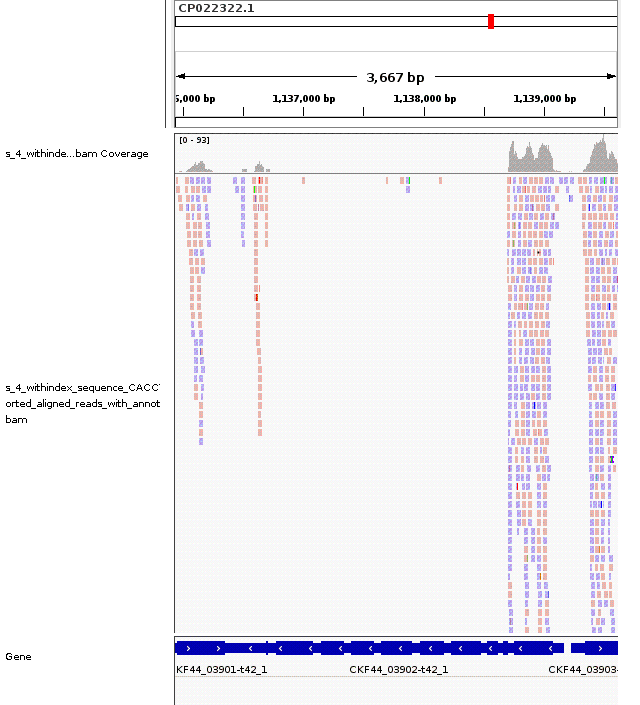 CP022322.1
3,667 bp
5,000 bp 1,137,000 bp 1,138,000 bp 1,139,000 bp
[0 - 93]
s_4_withinde...bam Coverage
s_4_withindex_sequence_CACC
orted_aligned_reads_with_annot
bam
Gene
KF44_03901-t42_1 CKF44_03902-t42_1 CKF44_03903-